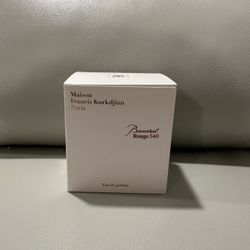 Maison
Francis Kurkdjian
Paris
Baccarat
Rouge 540
Eau de parfum